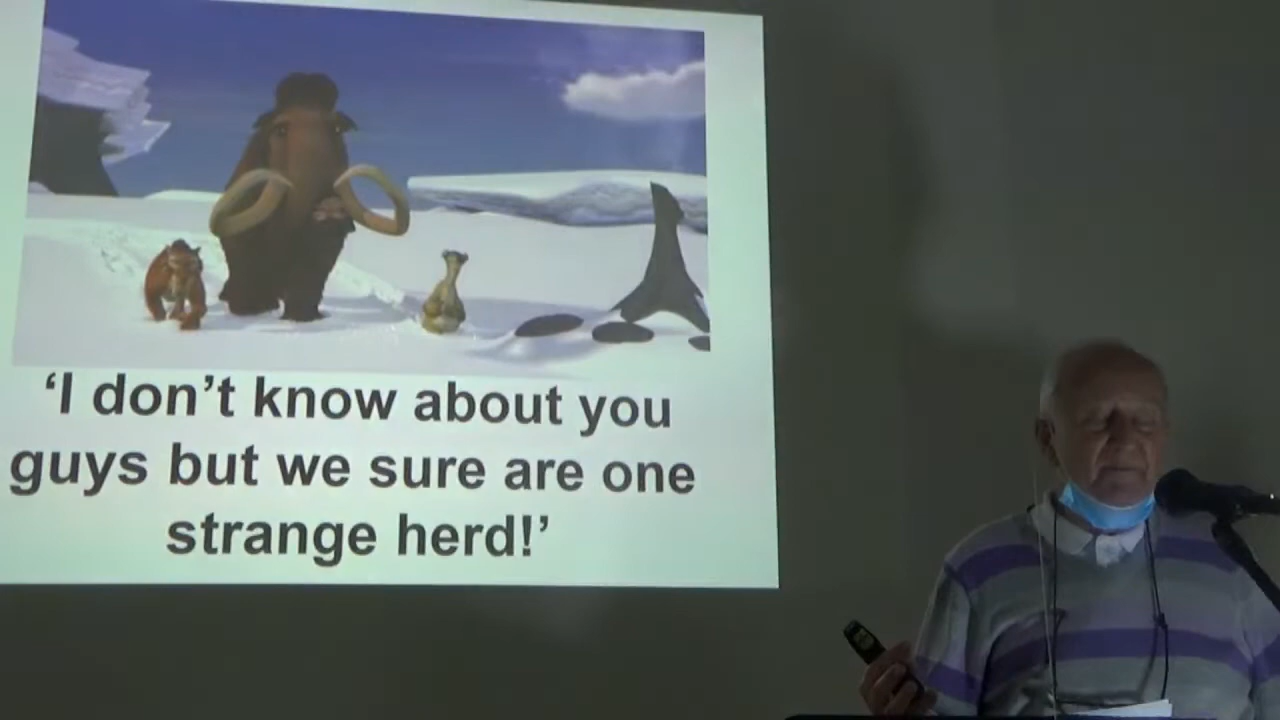 ‘I don’t know about you
guys but we sure are one
strange herd!’